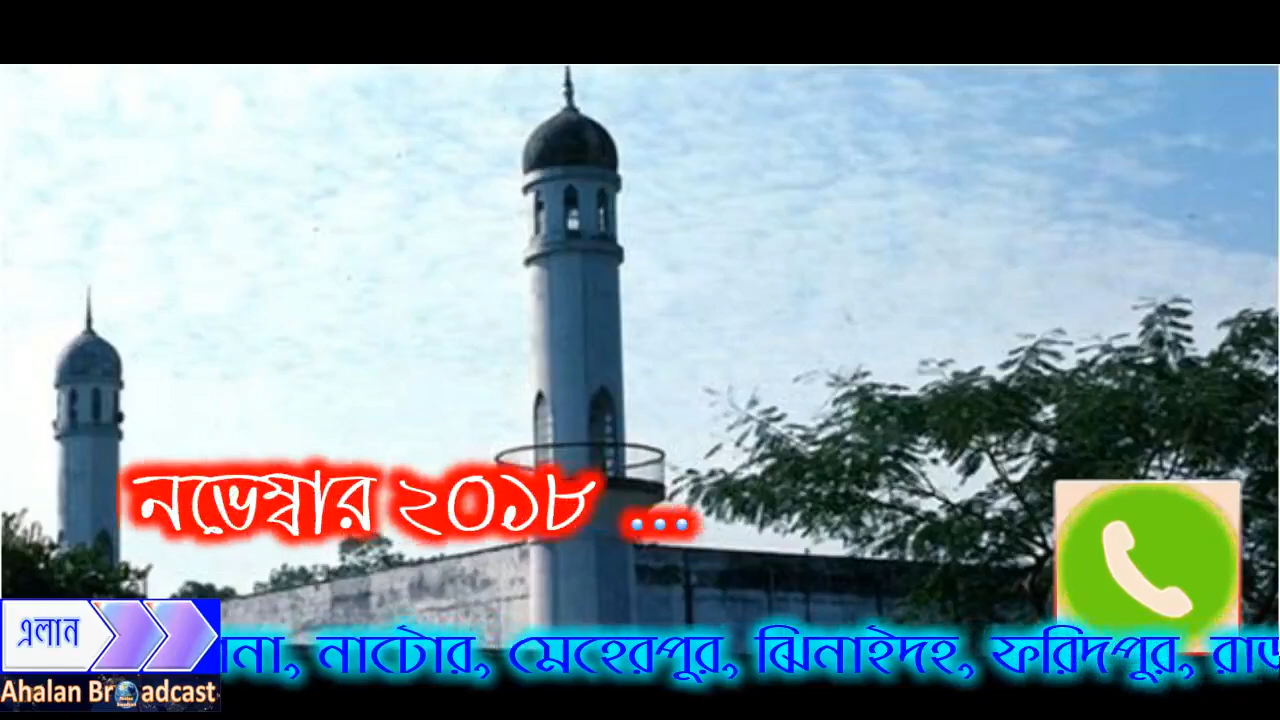 নভেম্বার ২০১৮ ...
এলান
না, নাটোর, মেহেরপুর, ঝিনাইদহ, ফরিদপুর,
Ahalan Broadcast